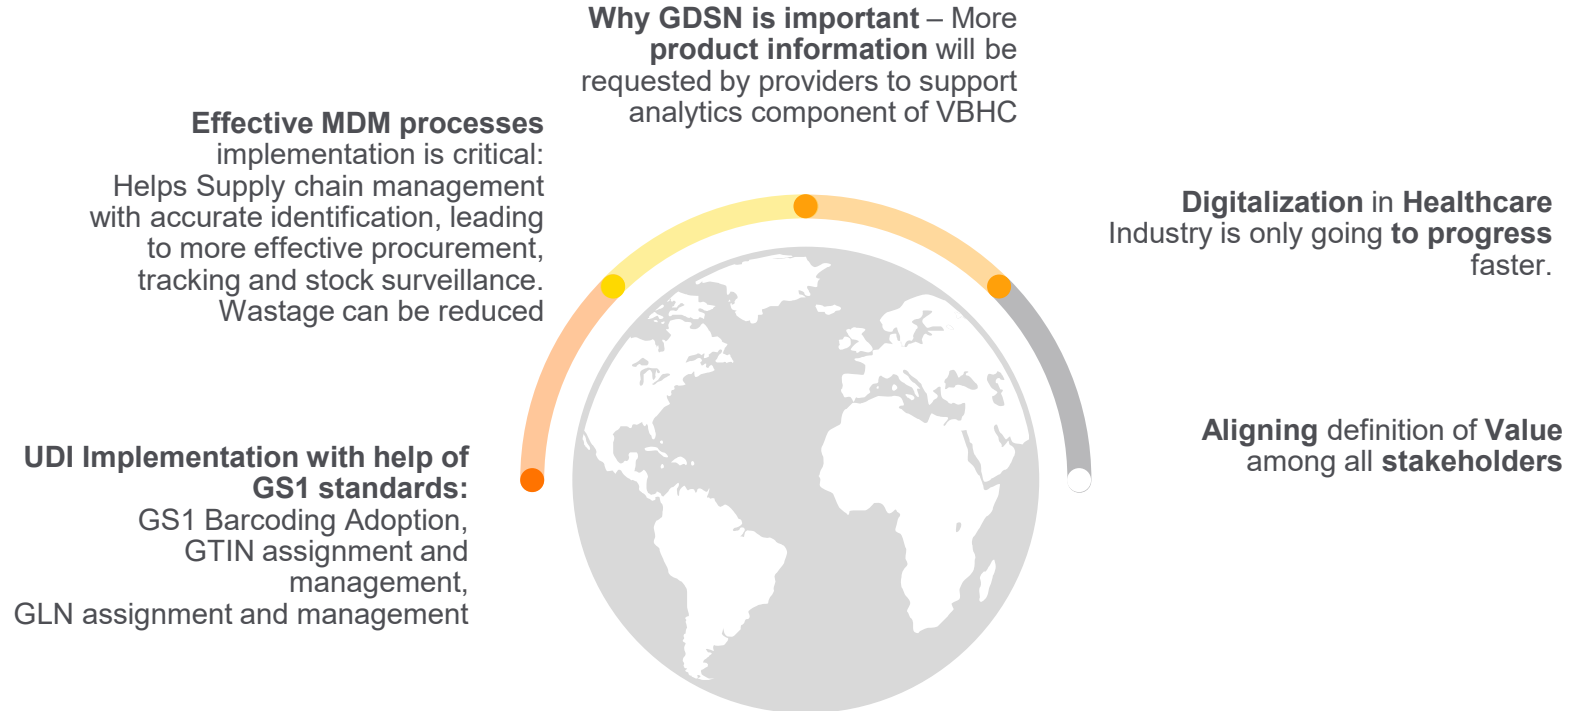 Why GDSN is important – More
product information will be
requested by providers to support
analytics component of VBHC
Effective MDM processes
implementation is critical:
Helps Supply chain management
with accurate identification, leading
to more effective procurement,
tracking and stock surveillance.
Wastage can be reduced
Digitalization in Healthcare
Industry is only going to progress
faster.
UDI Implementation with help of
GS1 standards:
GS1 Barcoding Adoption,
GTIN assignment and
management,
GLN assignment and management
Aligning definition of Value
among all stakeholders